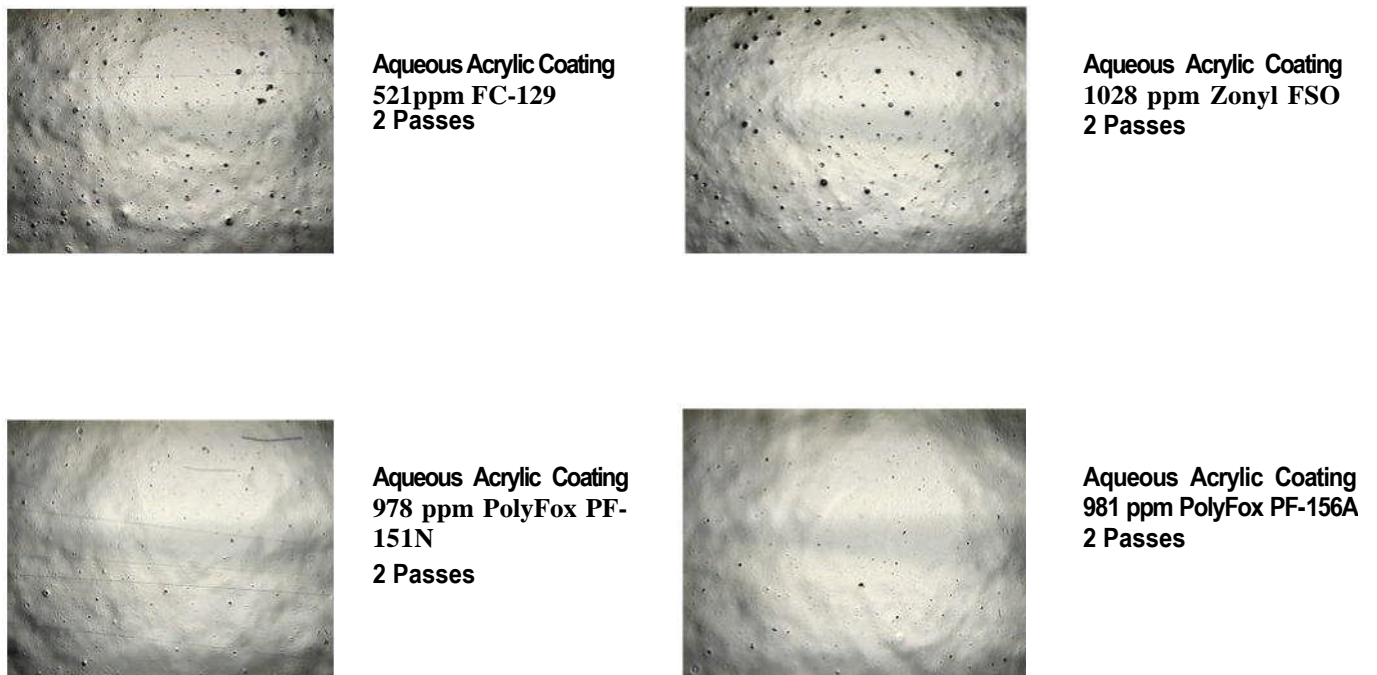 Aqueous Acrylic Coating
521ppm FC-129
2 Passes
Aqueous Acrylic Coating
1028 ppm Zonyl FSO
2 Passes
Aqueous Acrylic Coating
978 ppm PolyFox PF-
151N
2 Passes
Aqueous Acrylic Coating
981 ppm PolyFox PF-156A
2 Passes